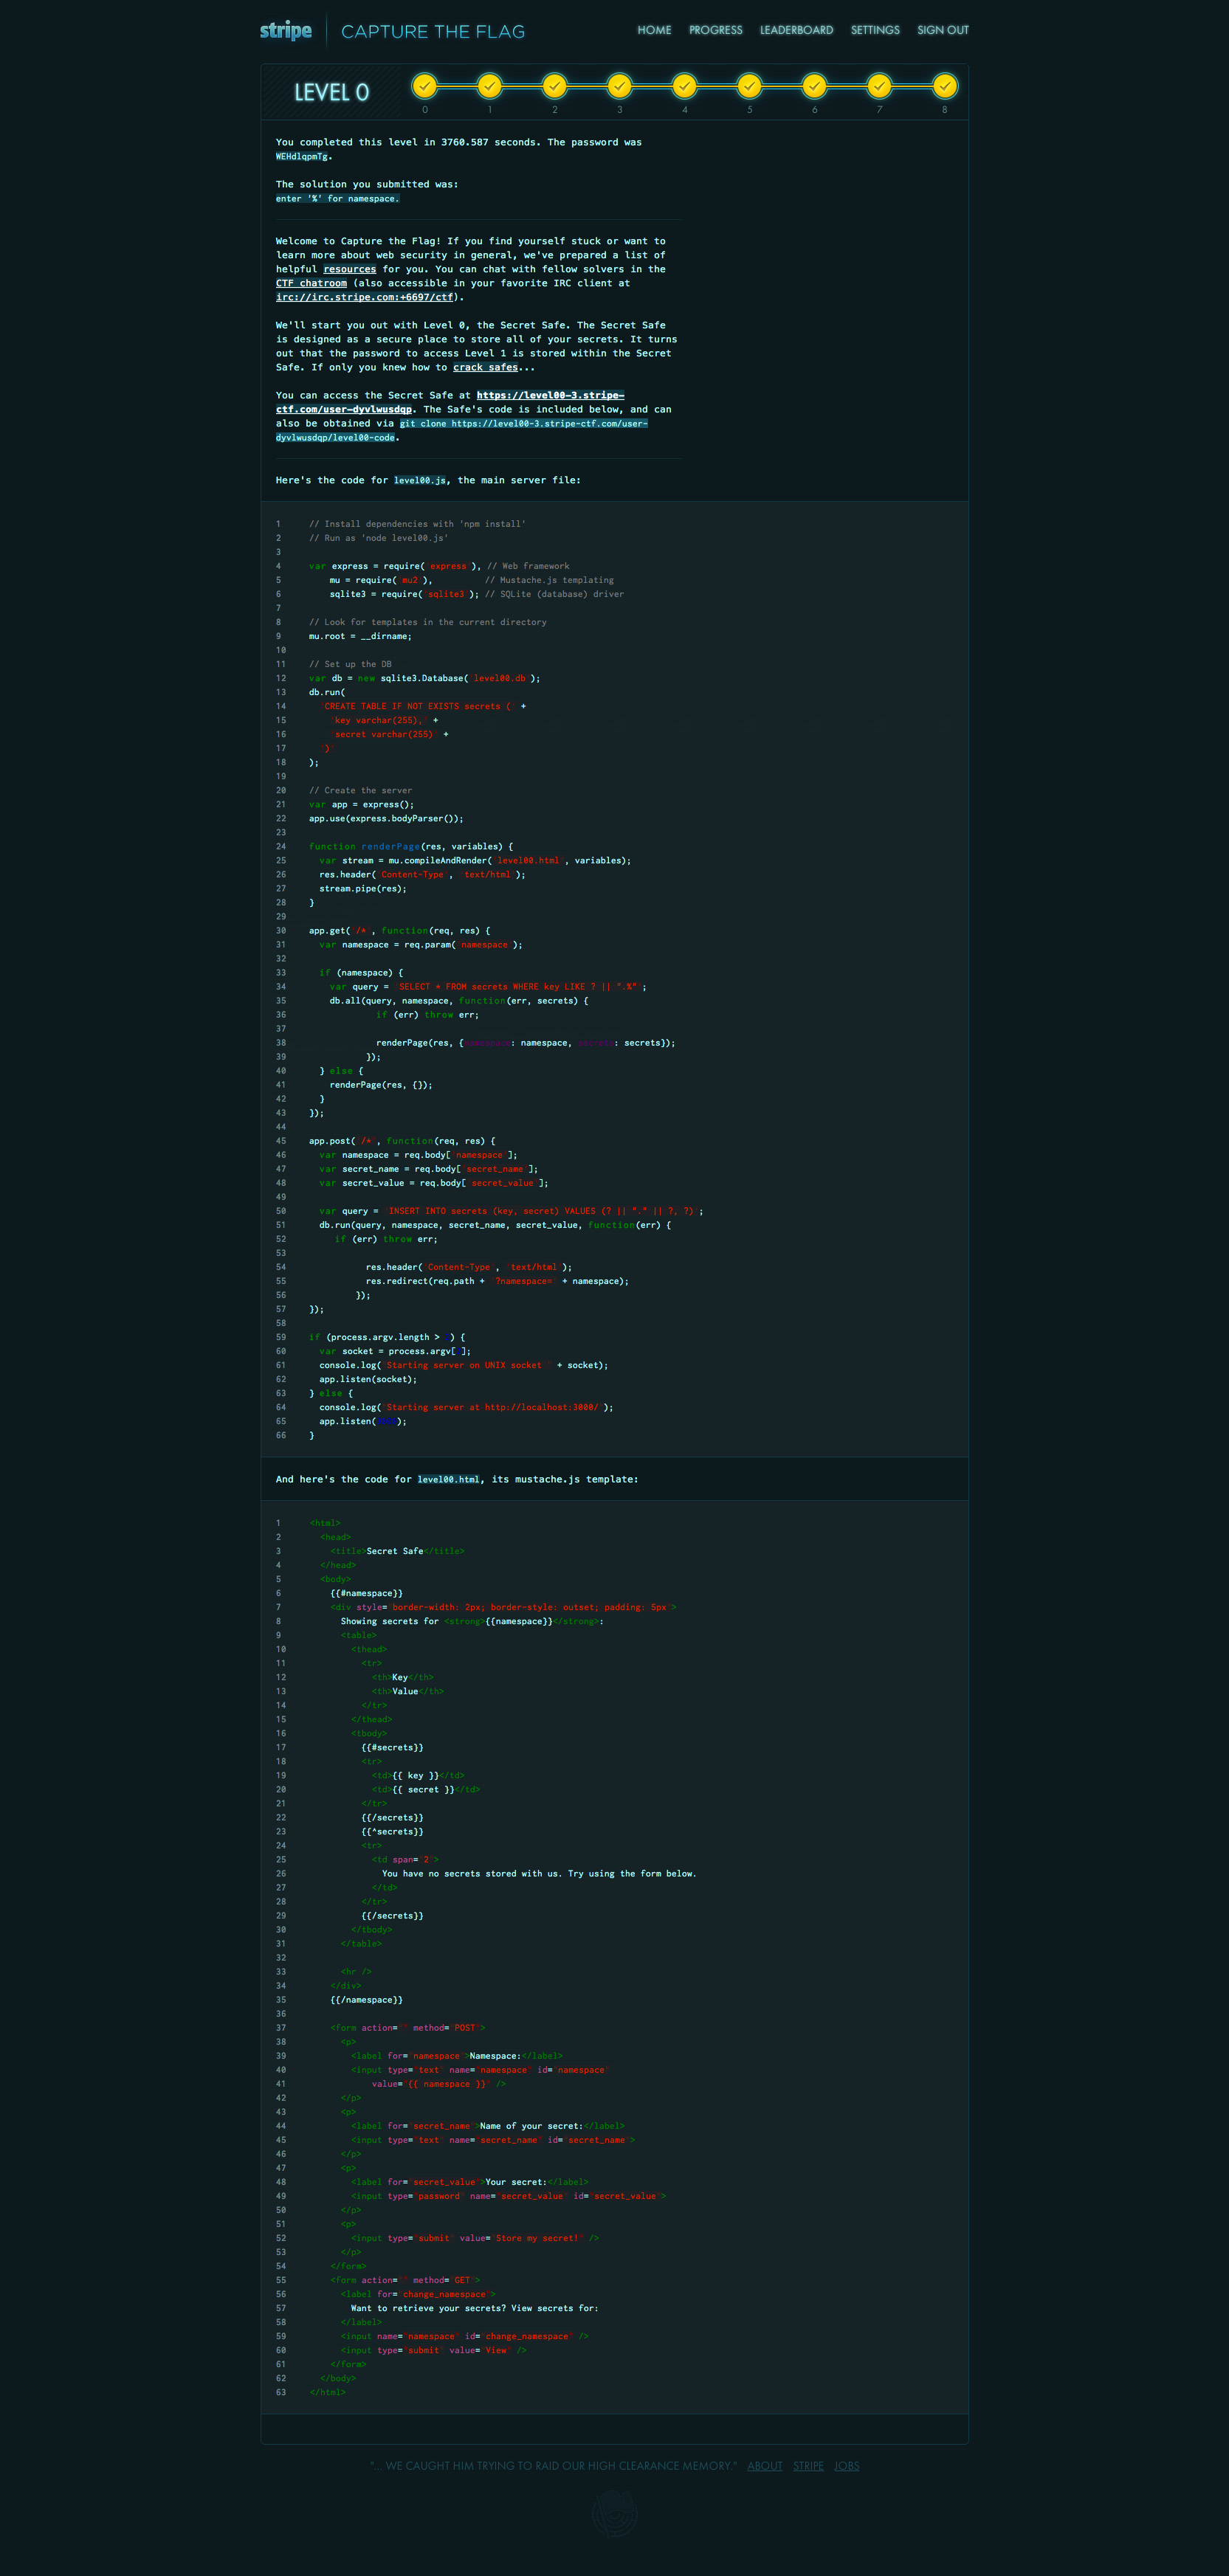 stripe CAPTURE THE FLAG
HOME PROGRESS LEADERBOARD SETTINGS SIGN OUT
LEVEL 0
0 1 2 3 4 5 6 7 8
You completed this level in 3760.587 seconds. The password was
WEHdlqpmTg.
The solution you submitted was:
enter '%' for namespace.
Welcome to Capture the Flag! If you find yourself stuck or want to
learn more about web security in general, we've prepared a list of
helpful resources for you. You can chat with fellow solvers in the
CTF chatroom (also accessible in your favorite IRC client at
irc://irc.stripe.com:+6697/ctf).
We'll start you out with Level 0, the Secret Safe. The Secret Safe
is designed as a secure place to store all of your secrets. It turns
out that the password to access Level 1 is stored within the Secret
Safe. If only you knew how to crack safes...
You can access the Secret Safe at https://level00-3.stripe-
ctf.com/user-dyvlwusdqp. The Safe's code is included below, and can
also be obtained via git clone https://level00-3.stripe-ctf.com/user-
dyvlwusdqp/level00-code.
Here's the code for level00.js, the main server file:
1 // Install dependencies with 'npm install'
2 // Run as 'node level00.js'
3
4 var express = require('express'), // Web framework
5 mu = require('mu2'), // Mustache.js templating
6 sqlite3 = require('sqlite3'); // SQLite (database) driver
7
8 // Look for templates in the current directory
9 mu.root = __dirname;
10
11 // Set up the DB
12 var db = new sqlite3.Database('level00.db');
13 db.run(
14 'CREATE TABLE IF NOT EXISTS secrets (' +
15 'key varchar(255),' +
16 'secret varchar(255)' +
17 ')'
18 );
19
20 // Create the server
21 var app = express();
22 app.use(express.bodyParser());
23
24 function renderPage(res, variables) {
25 var stream = mu.compileAndRender('level00.html', variables);
26 res.header('Content-Type', 'text/html');
27 stream.pipe(res);
28 }
29
30 app.get('/*', function(req, res) {
31 var namespace = req.param('namespace');
32
33 if (namespace) {
34 var query = 'SELECT * FROM secrets WHERE key LIKE ? || ".%"';
35 db.all(query, namespace, function(err, secrets) {
36 if (err) throw err;
37
38 renderPage(res, {namespace: namespace, secrets: secrets});
39 });
40 } else {
41 renderPage(res, {});
42 }
43 });
44
45 app.post('/*', function(req, res) {
46 var namespace = req.body['namespace'];
47 var secret_name = req.body['secret_name'];
48 var secret_value = req.body['secret_value'];
49
50 var query = 'INSERT INTO secrets (key, secret) VALUES (? || "." || ?, ?)';
51 db.run(query, namespace, secret_name, secret_value, function(err) {
52 if (err) throw err;
53
54 res.header('Content-Type', 'text/html');
55 res.redirect(req.path + '?namespace=' + namespace);
56 });
57 });
58
59 if (process.argv.length > ) {
60 var socket = process.argv[ ];
61 console.log("Starting server on UNIX socket " + socket);
62 app.listen(socket);
63 } else {
64 console.log("Starting server at http://localhost:3000/");
65 app.listen( );
66 }
And here's the code for level00.html, its mustache.js template:
1 <html>
2 <head>
3 <title>Secret Safe</title>
4 </head>
5 <body>
6 {{#namespace}}
7 <div style="border-width: 2px; border-style: outset; padding: 5px">
8 Showing secrets for <strong>{{namespace}}</strong>:
9 <table>
10 <thead>
11 <tr>
12 <th>Key</th>
13 <th>Value</th>
14 </tr>
15 </thead>
16 <tbody>
17 {{#secrets}}
18 <tr>
19 <td>{{ key }}</td>
20 <td>{{ secret }}</td>
21 </tr>
22 {{/secrets}}
23 {{^secrets}}
24 <tr>
25 <td span="2">
26 You have no secrets stored with us. Try using the form below.
27 </td>
28 </tr>
29 {{/secrets}}
30 </tbody>
31 </table>
32
33 <hr />
34 </div>
35 {{/namespace}}
36
37 <form action="" method="POST">
38 <p>
39 <label for="namespace">Namespace:</label>
40 <input type="text" name="namespace" id="namespace"
41 value="{{ namespace }}" />
42 </p>
43 <p>
44 <label for="secret_name">Name of your secret:</label>
45 <input type="text" name="secret_name" id="secret_name">
46 </p>
47 <p>
48 <label for="secret_value">Your secret:</label>
49 <input type="password" name="secret_value" id="secret_value">
50 </p>
51 <p>
52 <input type="submit" value="Store my secret!" />
53 </p>
54 </form>
55 <form action="" method="GET">
56 <label for="change_namespace">
57 Want to retrieve your secrets? View secrets for:
58 </label>
59 <input name="namespace" id="change_namespace" />
60 <input type="submit" value="View" />
61 </form>
62 </body>
63 </html>
"... WE CAUGHT HIM TRYING TO RAID OUR HIGH CLEARANCE MEMORY." ABOUT STRIPE JOBS